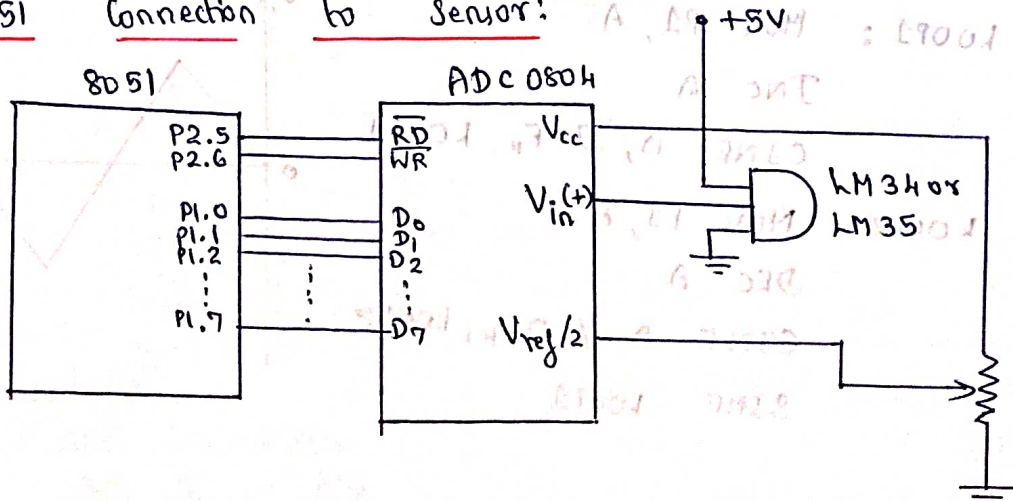 51 Connection to Sensor:
+5V
8051
ADC 0804
P2.5
P2.6
P1.0
P1.1
P1.2
P1.7
RD
WR
D0
D1
D2
D7
Vcc
Vin(+)
Vref/2
LM34 or
LM35